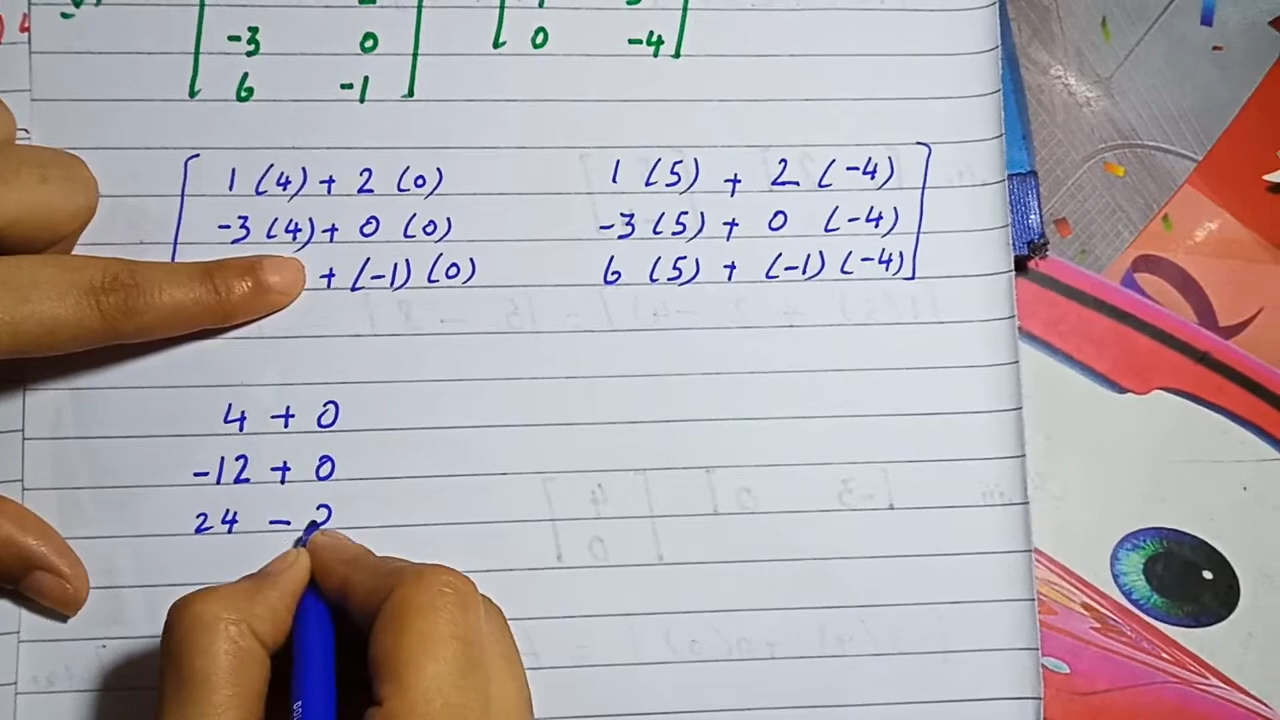 -3 0 0 -4
6 -1
1 (4) + 2 (0) 1 (5) + 2 (-4)
-3 (4) + 0 (0) -3 (5) + 0 (-4)
+ (-1) (0) 6 (5) + (-1) (-4)
4 + 0
-12 + 0
24 -